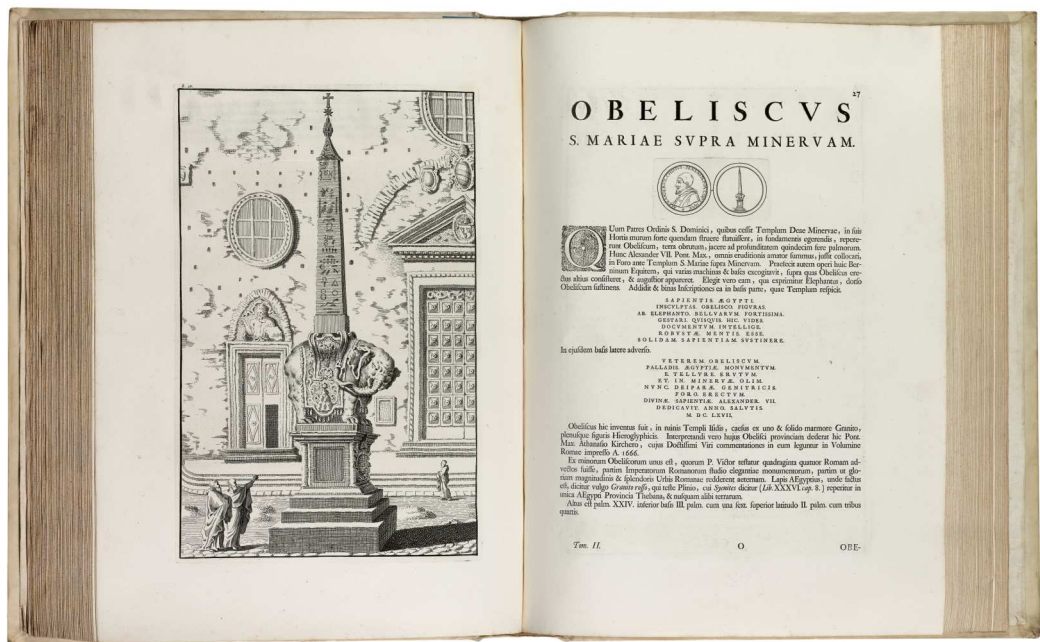 27
OBELISCVS
S. MARIAE SVPRA MINERVAM.
QUum Patres Ordinis S. Dominici, quibus cessit Templum Deae Minervae, in suis
Hortis murum forte quendam struere statuissent, in fundamentis egerendis, repere-
runt Obeliscum, terra obrutum, jacere ad profunditatem quindecim fere palmorum.
Hunc Alexander VII. Pont. Max., omnis eruditionis amator summus, jussit collocari,
in Foro ante Templum S. Mariae supra Minervam. Praefecit autem operi huic Ber-
ninum Equitem, qui varias machinas & bases excogitavit, supra quas Obeliscus ere-
ctus altius consisteret, & augustior appareret. Elegit vero eam, qua exprimitur Elephantus, dorso
Obeliscum sustinens. Addidit & binas Inscriptiones ea in basis parte, quae Templum respicit.
SAPIENTIS. ÆGYPTI.
INSCVLPTAS. OBELISCO. FIGVRAS.
AB. ELEPHANTO. BELLVARVM. FORTISSIMA.
GESTARI. QVISQVIS. HIC. VIDES.
DOCVMENTVM. INTELLIGE.
ROBVSTÆ. MENTIS. ESSE.
SOLIDAM. SAPIENTIAM. SVSTINERE.
In ejusdem basis latere adverso.
VETEREM. OBELISCVM.
PALLADIS. ÆGYPTIÆ. MONVMENTVM.
E. TELLVRE. ERVTVM.
ET. IN. MINERVÆ. OLIM.
NVNC. DEIPARÆ. GENITRICIS.
FORO. ERECTVM.
DIVINÆ. SAPIENTIÆ. ALEXANDER. VII.
DEDICAVIT. ANNO. SALVTIS.
M. DC. LXVII.
Obeliscus hic inventus fuit, in ruinis Templi Isidis, caesus ex uno & solido marmore Granito,
plenusque figuris Hieroglyphicis. Interpretandi vero hujus Obelisci provinciam dederat hic Pont.
Max. Athanasio Kirchero, cujus Doctissimi Viri commentationes in eum leguntur in Volumine
Romae impresso A. 1666.
Ex minorum Obeliscorum unus est, quorum P. Victor testatur quadraginta quatuor Romam ad-
vectos fuisse, partim Imperatorum Romanorum studio elegantiae monumentorum, partim ut glo-
riam magnitudinis & splendoris Urbis Romanae redderent aeternam. Lapis AEgyptius, unde factus
est, dicitur vulgo Granito rosso, qui teste Plinio, cui Syenites dicitur (Lib. XXXVI cap. 8.) reperitur in
unica AEgypti Provincia Thebana, & nusquam alibi terrarum.
Altus est palm. XXIV. inferior basis III. palm. cum una sext. superior latitudo II. palm. cum tribus
quartis.
Tom. II. O OBE-